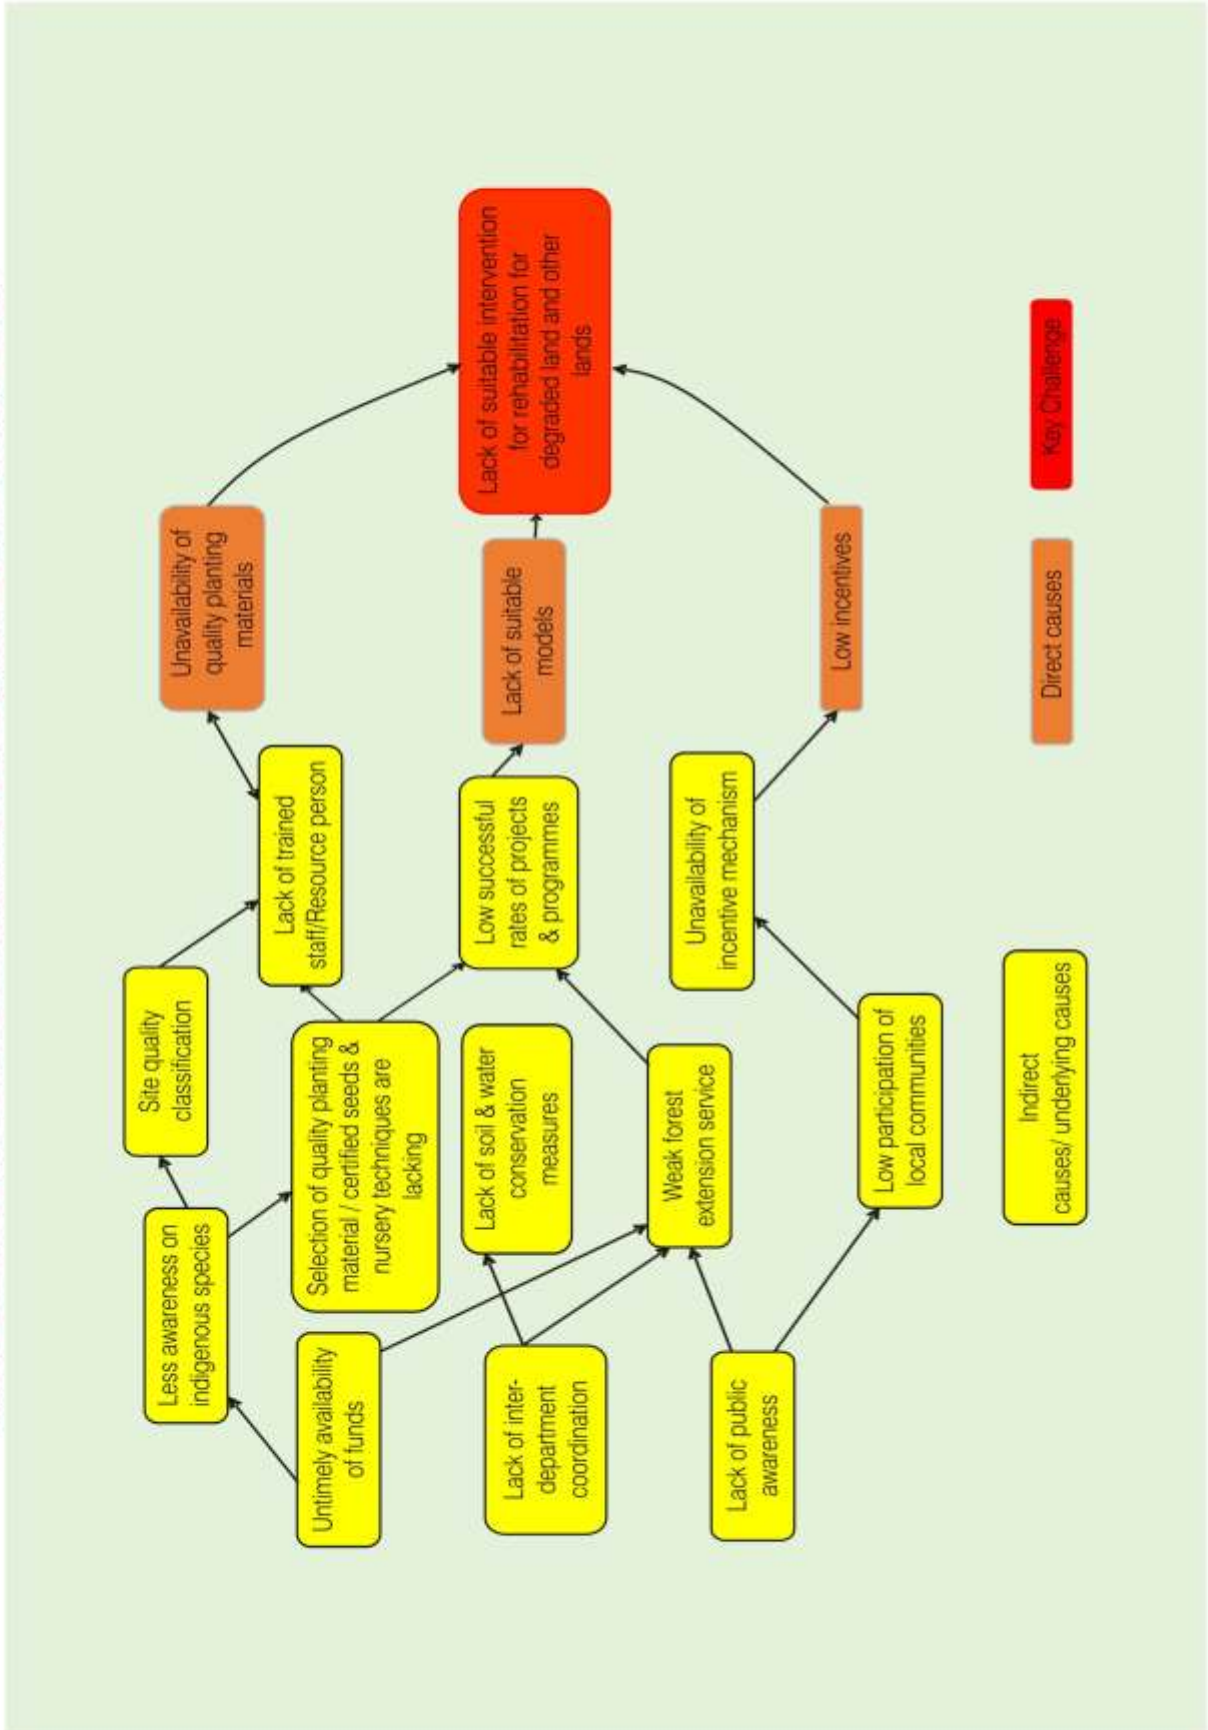 Less awareness on
indigenous species
Site quality
classification
Unavailability of
quality planting
materials
Untimely availability
of funds
Selection of quality planting
material / certified seeds &
nursery techniques are
lacking
Lack of trained
staff/Resource person
Lack of inter-
department
coordination
Lack of soil & water
conservation
measures
Low successful
rates of projects
& programmes
Lack of suitable
models
Lack of suitable intervention
for rehabilitation for
degraded land and other
lands
Lack of public
awareness
Weak forest
extension service
Unavailability of
incentive mechanism
Low participation of
local communities
Low incentives
Indirect
causes/ underlying causes
Direct causes
Key Challenge